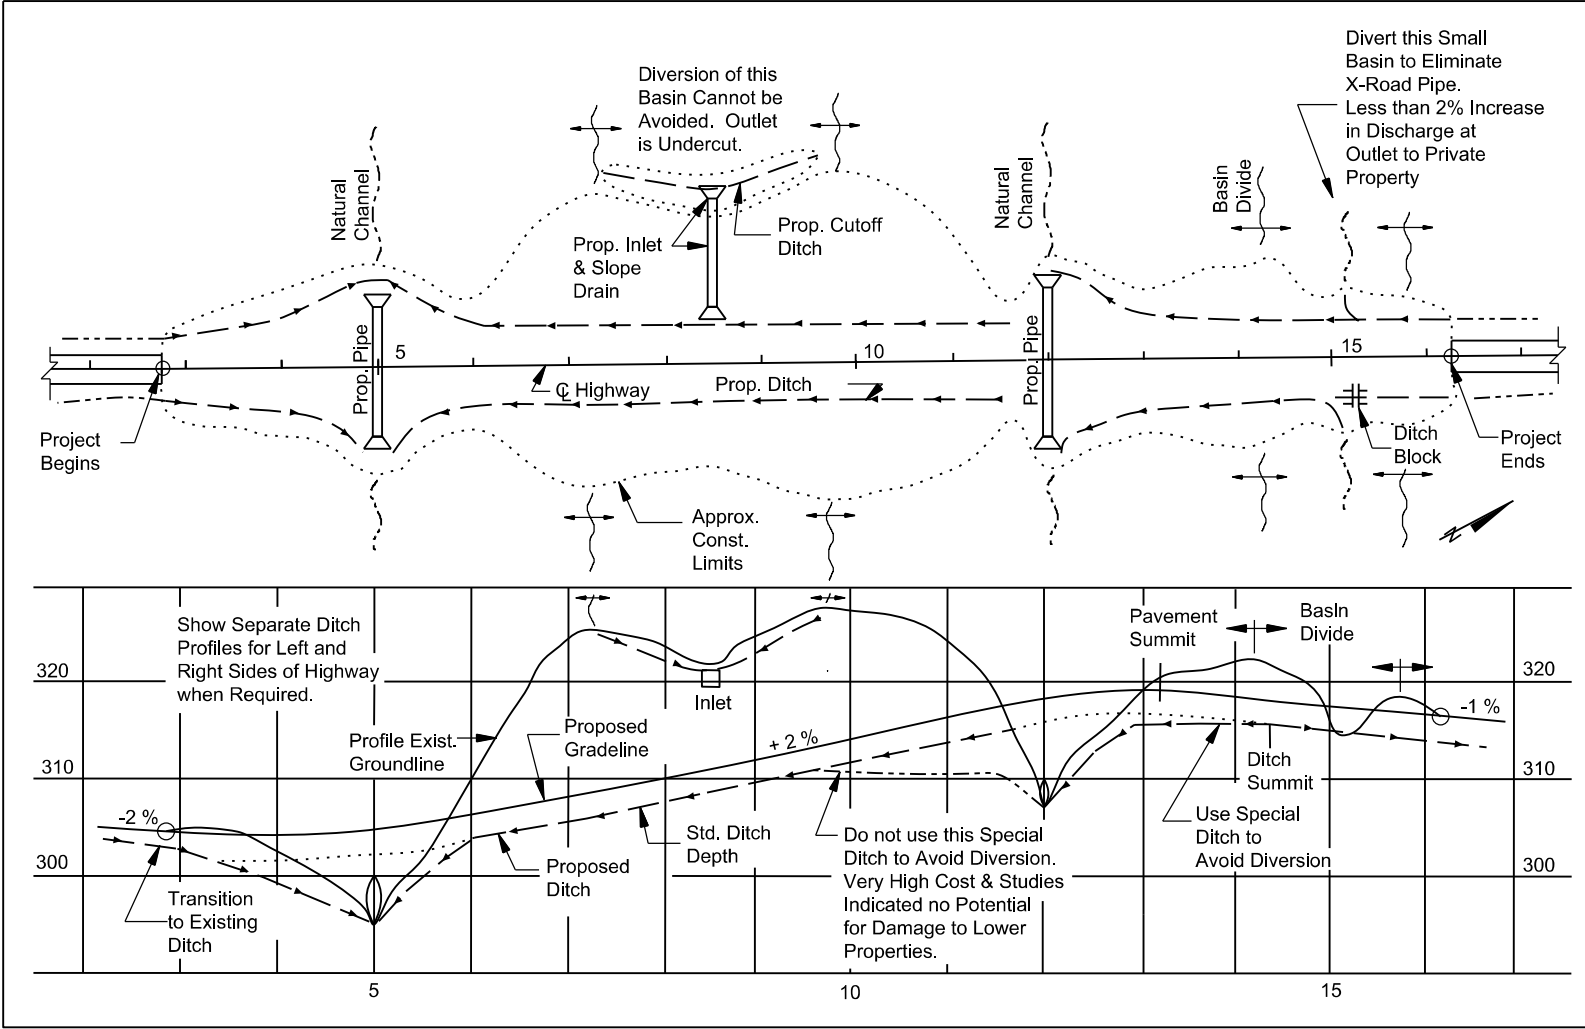 Divert this Small
Basin to Eliminate
X-Road Pipe.
Less than 2% Increase
in Discharge at
Outlet to Private
Property
Diversion of this
Basin Cannot be
Avoided. Outlet
is Undercut.
Natural
Channel
Natural
Channel
Basin
Divide
Prop. Inlet
& Slope
Drain
Prop. Cutoff
Ditch
Prop. Pipe
5
10
Prop. Pipe
15
℄ Highway
Prop. Ditch
Project
Begins
Ditch
Block
Project
Ends
Approx.
Const.
Limits
N
Show Separate Ditch
Profiles for Left and
Right Sides of Highway
when Required.
Pavement
Summit
BasIn
Divide
320
320
Inlet
-1 %
Profile Exist.
Groundline
Proposed
Gradeline
+ 2 %
310
310
Ditch
Summit
-2 %
Std. Ditch
Depth
Do not use this Special
Ditch to Avoid Diversion.
Very High Cost & Studies
Indicated no Potential
for Damage to Lower
Properties.
Use Special
Ditch to
Avoid Diversion
300
300
Proposed
Ditch
Transition
to Existing
Ditch
5
10
15